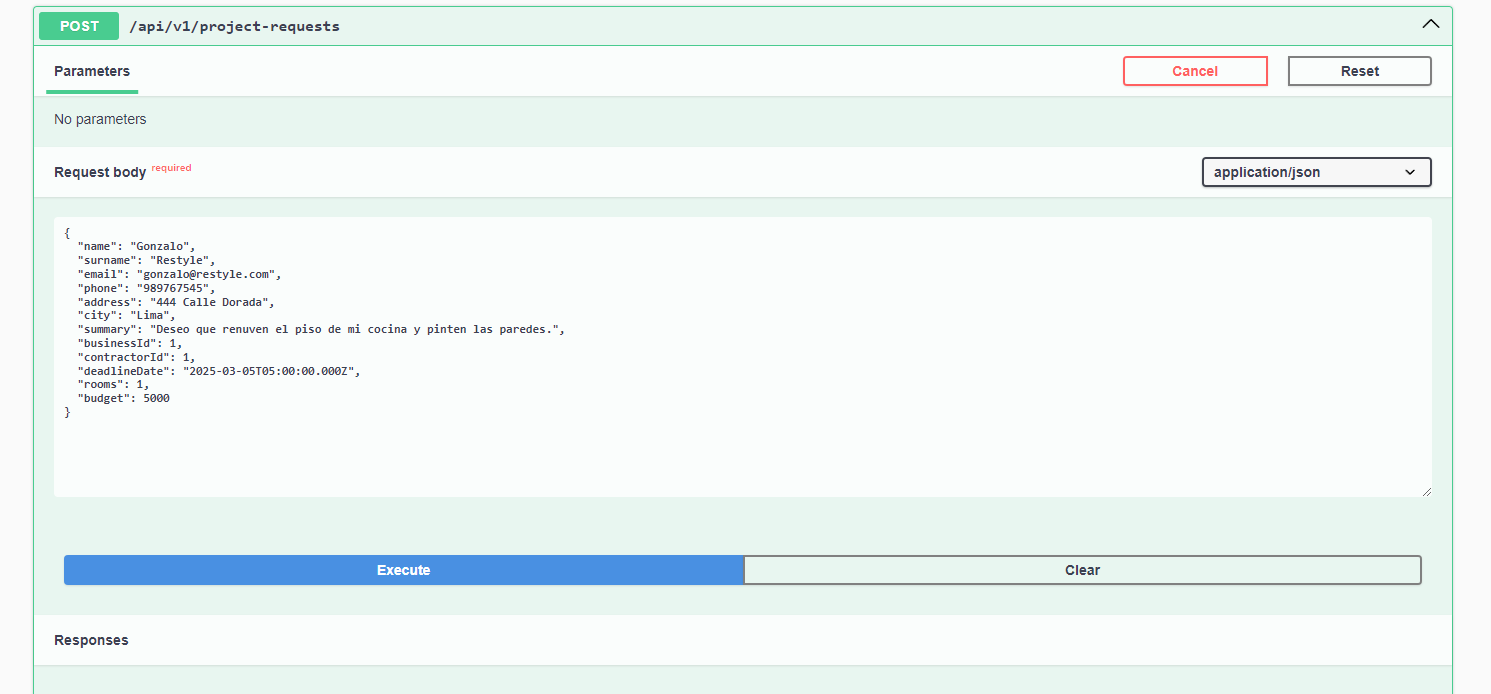 POST /api/v1/project-requests
Parameters
Cancel
Reset
No parameters
Request body required
application/json
{
  "name": "Gonzalo",
  "surname": "Restyle",
  "email": "gonzalo@restyle.com",
  "phone": "989767545",
  "address": "444 Calle Dorada",
  "city": "Lima",
  "summary": "Deseo que renuven el piso de mi cocina y pinten las paredes.",
  "businessId": 1,
  "contractorId": 1,
  "deadlineDate": "2025-03-05T05:00:00.000Z",
  "rooms": 1,
  "budget": 5000
}
Execute
Clear
Responses